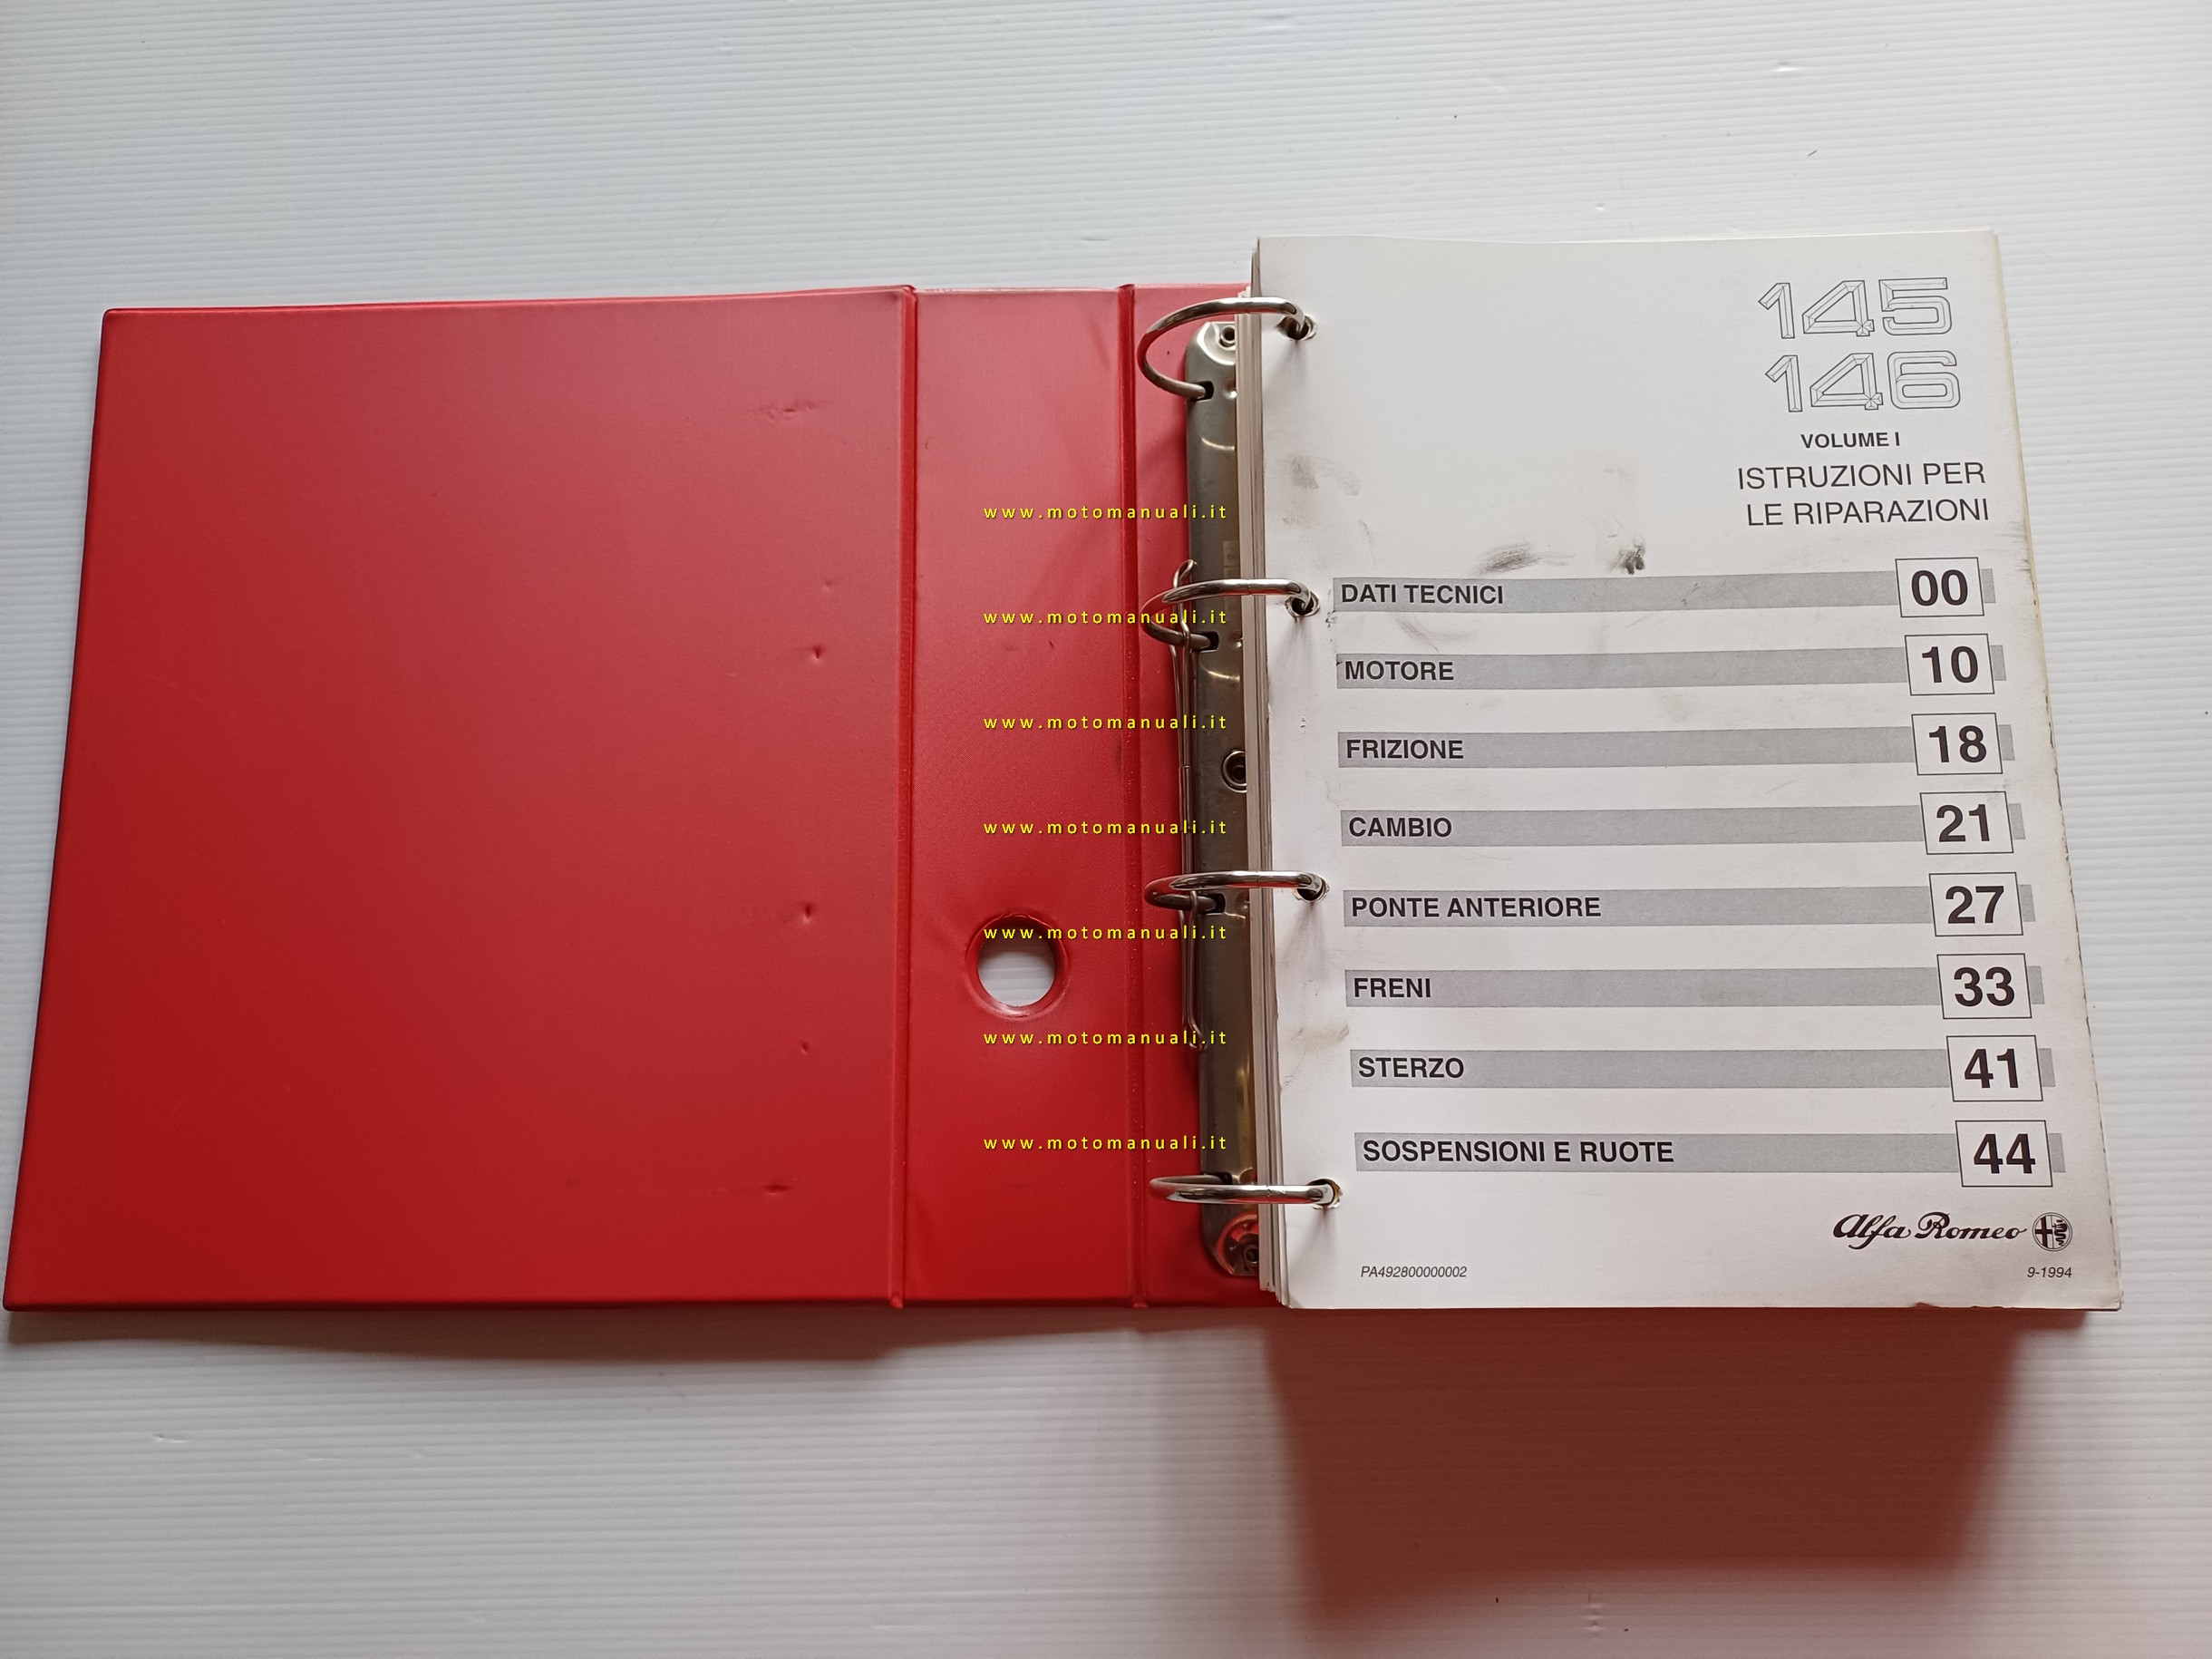 145
146
VOLUME I
ISTRUZIONI PER
LE RIPARAZIONI
DATI TECNICI 00
MOTORE 10
FRIZIONE 18
CAMBIO 21
PONTE ANTERIORE 27
FRENI 33
STERZO 41
SOSPENSIONI E RUOTE 44
Alfa Romeo
PA492800000002 9-1994
www.motomanuali.it
www.motomanuali.it
www.motomanuali.it
www.motomanuali.it
www.motomanuali.it
www.motomanuali.it
www.motomanuali.it